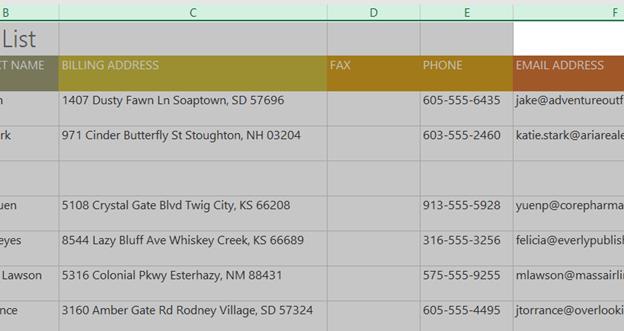 B C D E F
List
CT NAME BILLING ADDRESS FAX PHONE EMAIL ADDRESS
n 1407 Dusty Fawn Ln Soaptown, SD 57696 605-555-6435 jake@adventureoutf
rk 971 Cinder Butterfly St Stoughton, NH 03204 603-555-2460 katie.stark@ariareale
uen 5108 Crystal Gate Blvd Twig City, KS 66208 913-555-5928 yuenp@corepharma
eyes 8544 Lazy Bluff Ave Whiskey Creek, KS 66689 316-555-3256 felicia@everlypublish
Lawson 5316 Colonial Pkwy Esterhazy, NM 88431 575-555-9255 mlawson@massairli
nce 3160 Amber Gate Rd Rodney Village, SD 57324 605-555-4495 jtorrance@overlooki